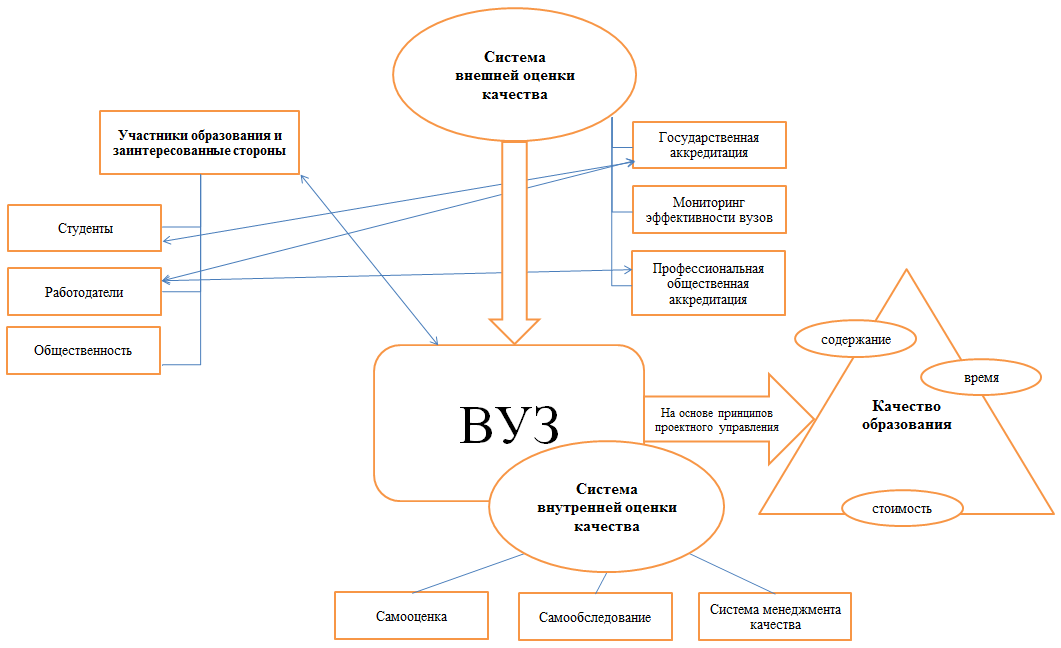 Система
внешней оценки
качества
Участники образования и
заинтересованные стороны
Государственная
аккредитация
Мониторинг
эффективности вузов
Студенты
Профессиональная
общественная
аккредитация
Работодатели
Общественность
содержание
время
Качество
образования
стоимость
ВУЗ
На основе принципов
проектного управления
Система
внутренней оценки
качества
Самооценка
Самообследование
Система менеджмента
качества